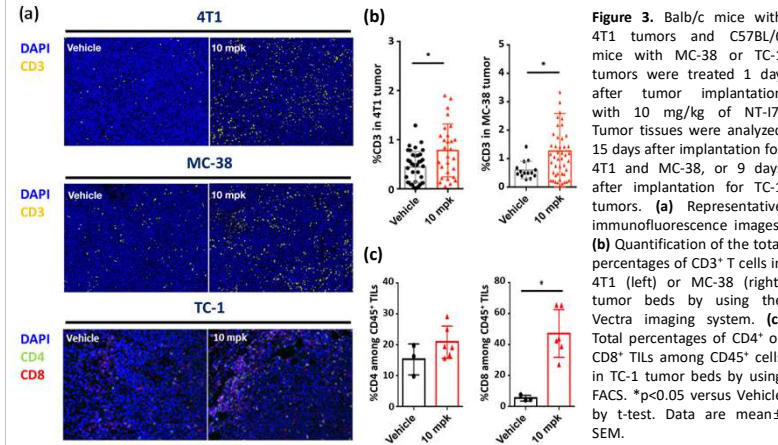 (a)
4T1
DAPI
CD3
Vehicle
10 mpk
MC-38
DAPI
CD3
Vehicle
10 mpk
TC-1
DAPI
CD4
CD8
Vehicle
10 mpk
(b)
%CD3 in 4T1 tumor
3
2
1
0
*
Vehicle
10 mpk
%CD3 in MC-38 tumor
5
4
3
2
1
0
*
Vehicle
10 mpk
(c)
%CD4 among CD45⁺ TILs
40
30
20
10
0
Vehicle
10 mpk
%CD8 among CD45⁺ TILs
80
60
40
20
0
*
Vehicle
10 mpk
Figure 3. Balb/c mice with
4T1 tumors and C57BL/6
mice with MC-38 or TC-1
tumors were treated 1 day
after tumor implantation
with 10 mg/kg of NT-I7.
Tumor tissues were analyzed
15 days after implantation for
4T1 and MC-38, or 9 days
after implantation for TC-1
tumors. (a) Representative
immunofluorescence images.
(b) Quantification of the total
percentages of CD3⁺ T cells in
4T1 (left) or MC-38 (right)
tumor beds by using the
Vectra imaging system. (c)
Total percentages of CD4⁺ or
CD8⁺ TILs among CD45⁺ cells
in TC-1 tumor beds by using
FACS. *p<0.05 versus Vehicle
by t-test. Data are mean±
SEM.